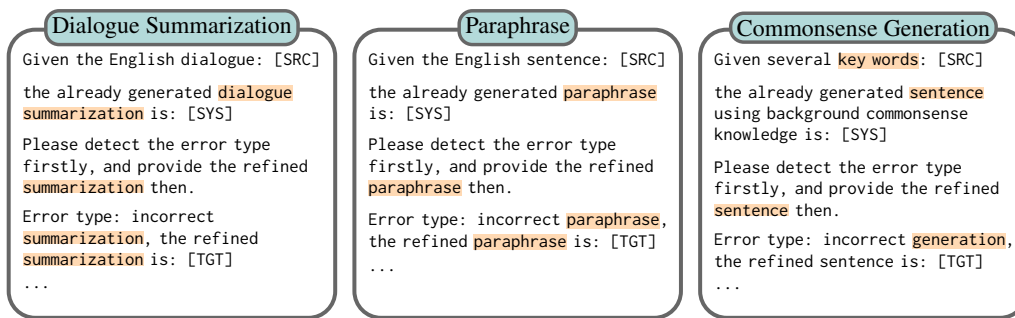 Dialogue Summarization
Given the English dialogue: [SRC]
the already generated dialogue
summarization is: [SYS]
Please detect the error type
firstly, and provide the refined
summarization then.
Error type: incorrect
summarization, the refined
summarization is: [TGT]
...
Paraphrase
Given the English sentence: [SRC]
the already generated paraphrase
is: [SYS]
Please detect the error type
firstly, and provide the refined
paraphrase then.
Error type: incorrect paraphrase,
the refined paraphrase is: [TGT]
...
Commonsense Generation
Given several key words: [SRC]
the already generated sentence
using background commonsense
knowledge is: [SYS]
Please detect the error type
firstly, and provide the refined
sentence then.
Error type: incorrect generation,
the refined sentence is: [TGT]
...